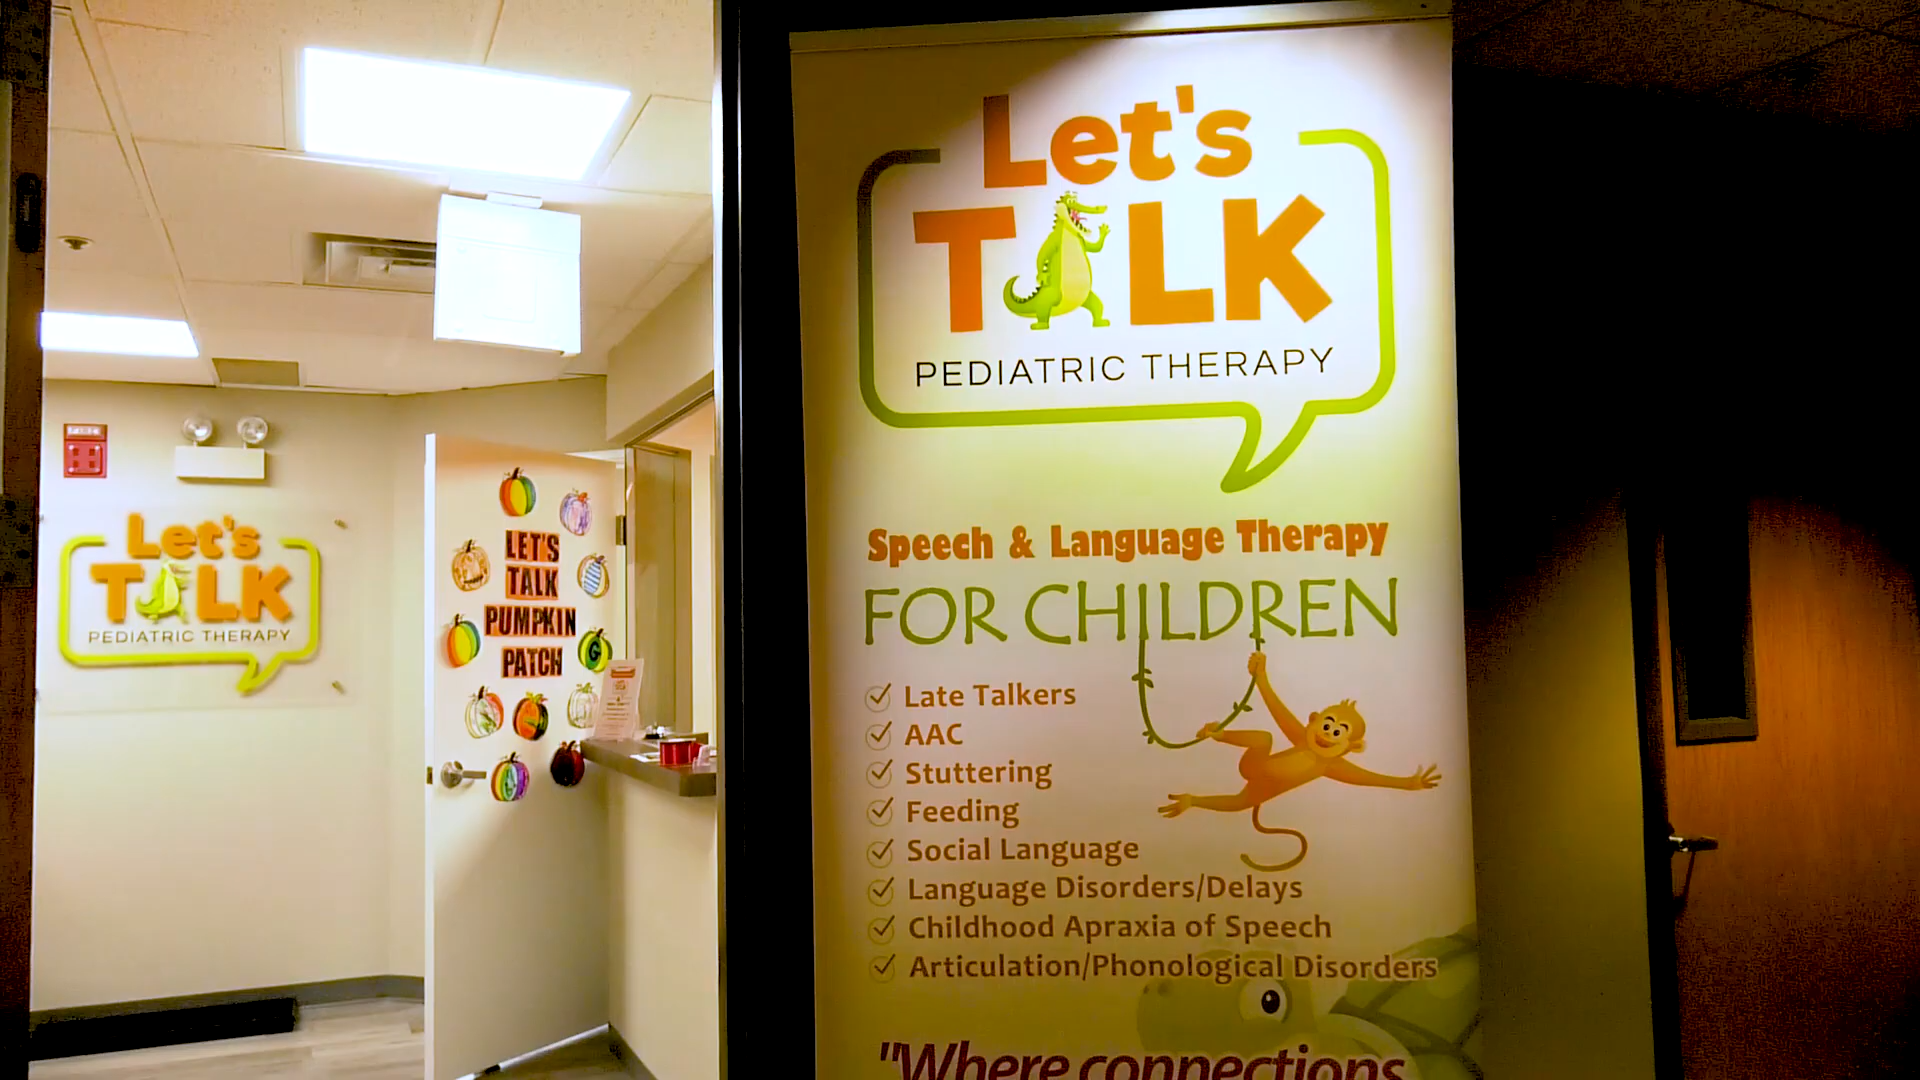 Let's
TALK
PEDIATRIC THERAPY
LET'S
TALK
PUMPKIN
PATCH
G
Let's
TALK
PEDIATRIC THERAPY
Speech & Language Therapy
FOR CHILDREN
Late Talkers
AAC
Stuttering
Feeding
Social Language
Language Disorders/Delays
Childhood Apraxia of Speech
Articulation/Phonological Disorders
"Where connections